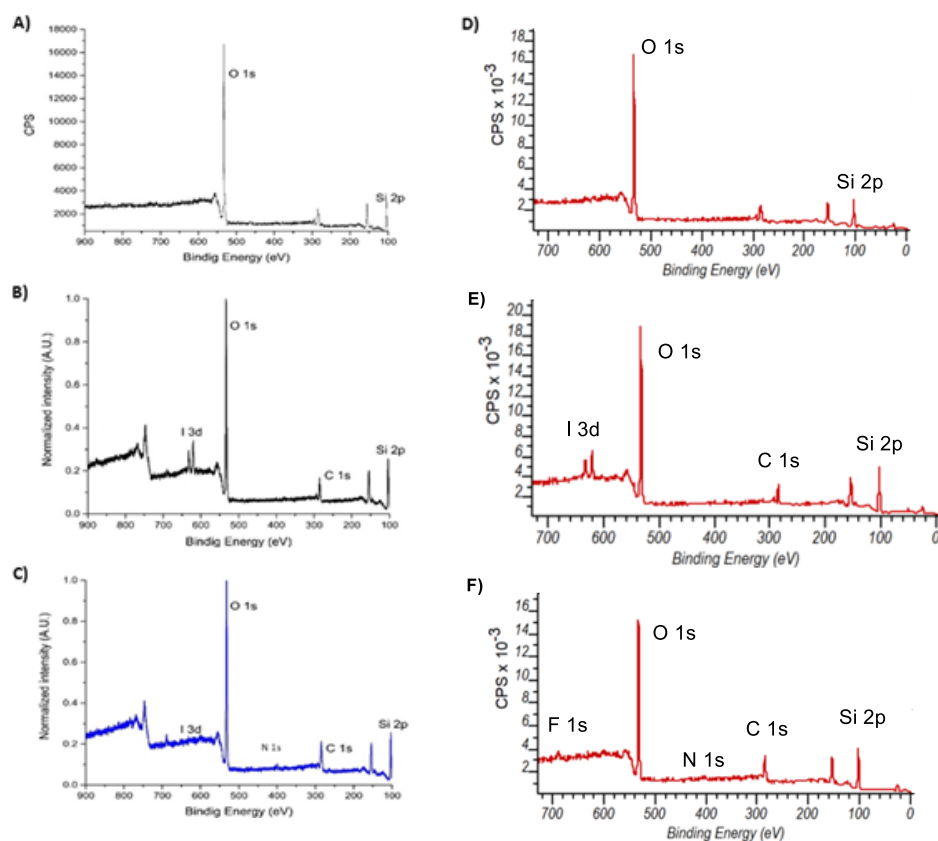 A)
18000
16000
14000
12000
10000
8000
6000
4000
2000
CPS
O 1s
Si 2p
900 800 700 600 500 400 300 200 100
Bindig Energy (eV)
D)
16
14
12
10
8
6
4
2
CPS x 10-3
O 1s
Si 2p
700 600 500 400 300 200 100 0
Binding Energy (eV)
B)
1.0
0.8
0.6
0.4
0.2
0.0
Normalized intensity (A.U.)
O 1s
I 3d
C 1s
Si 2p
900 800 700 600 500 400 300 200 100
Bindig Energy (eV)
E)
20
18
16
14
12
10
8
6
4
2
CPS x 10-3
O 1s
I 3d
C 1s
Si 2p
700 600 500 400 300 200 100 0
Binding Energy (eV)
C)
1.0
0.8
0.6
0.4
0.2
0.0
Normalized intensity (A.U.)
O 1s
I 3d
N 1s
C 1s
Si 2p
900 800 700 600 500 400 300 200 100
Bindig Energy (eV)
F)
16
14
12
10
8
6
4
2
CPS x 10-3
O 1s
F 1s
N 1s
C 1s
Si 2p
700 600 500 400 300 200 100 0
Binding Energy (eV)